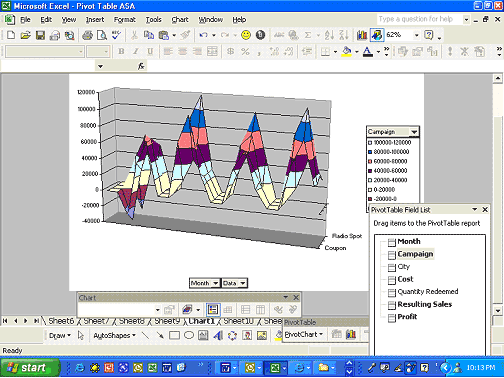 Microsoft Excel - Pivot Table ASA
File Edit View Insert Format Tools Chart Window Help
Type a question for help
62%
120000
100000
80000
60000
40000
20000
0
-20000
-40000
Radio Spot
Coupon
Campaign
100000-120000
80000-100000
60000-80000
40000-60000
20000-40000
0-20000
-20000-0
PivotTable Field List
Drag items to the PivotTable report
Month
Campaign
City
Cost
Quantity Redeemed
Resulting Sales
Profit
Month Data
Chart
Sheet6 Sheet7 Sheet8 Sheet9 Chart1 Sheet10
PivotTable
Draw AutoShapes
PivotChart
Ready
start
10:13 PM